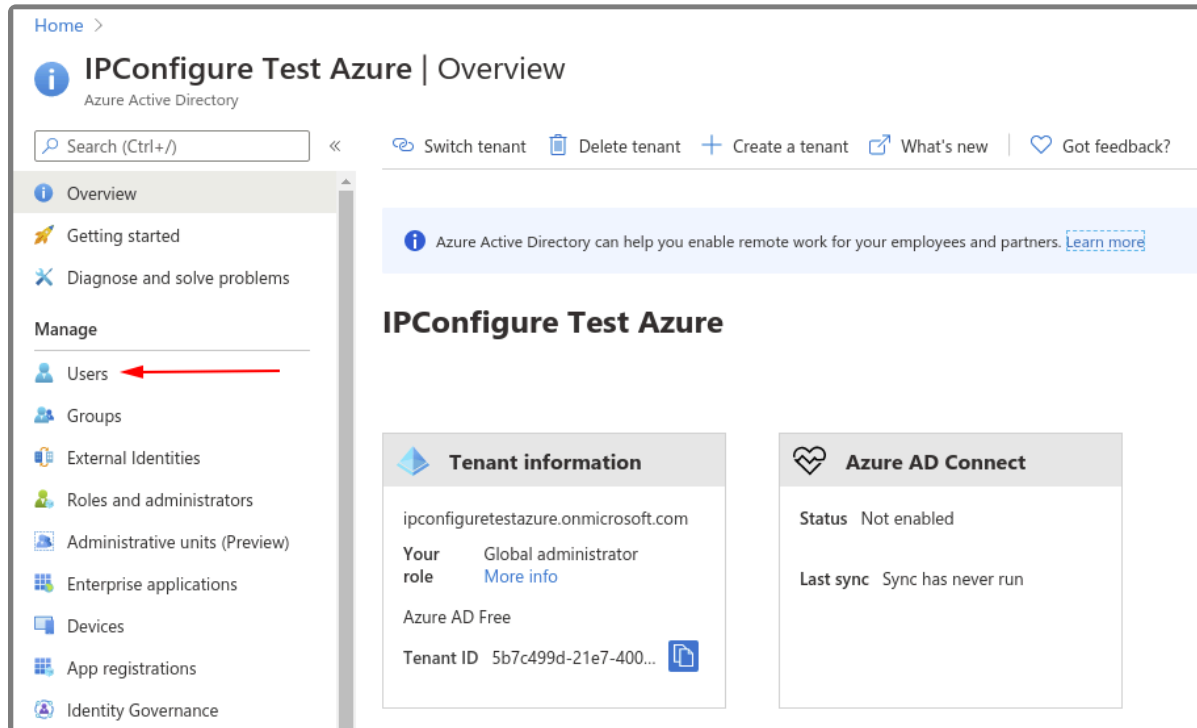 Home >
IPConfigure Test Azure | Overview
Azure Active Directory
Search (Ctrl+/)
«
Switch tenant
Delete tenant
Create a tenant
What's new
Got feedback?
Overview
Getting started
Diagnose and solve problems
Manage
Users
Groups
External Identities
Roles and administrators
Administrative units (Preview)
Enterprise applications
Devices
App registrations
Identity Governance
Azure Active Directory can help you enable remote work for your employees and partners. Learn more
IPConfigure Test Azure
Tenant information
ipconfiguretestazure.onmicrosoft.com
Your role Global administrator
More info
Azure AD Free
Tenant ID 5b7c499d-21e7-400...
Azure AD Connect
Status Not enabled
Last sync Sync has never run